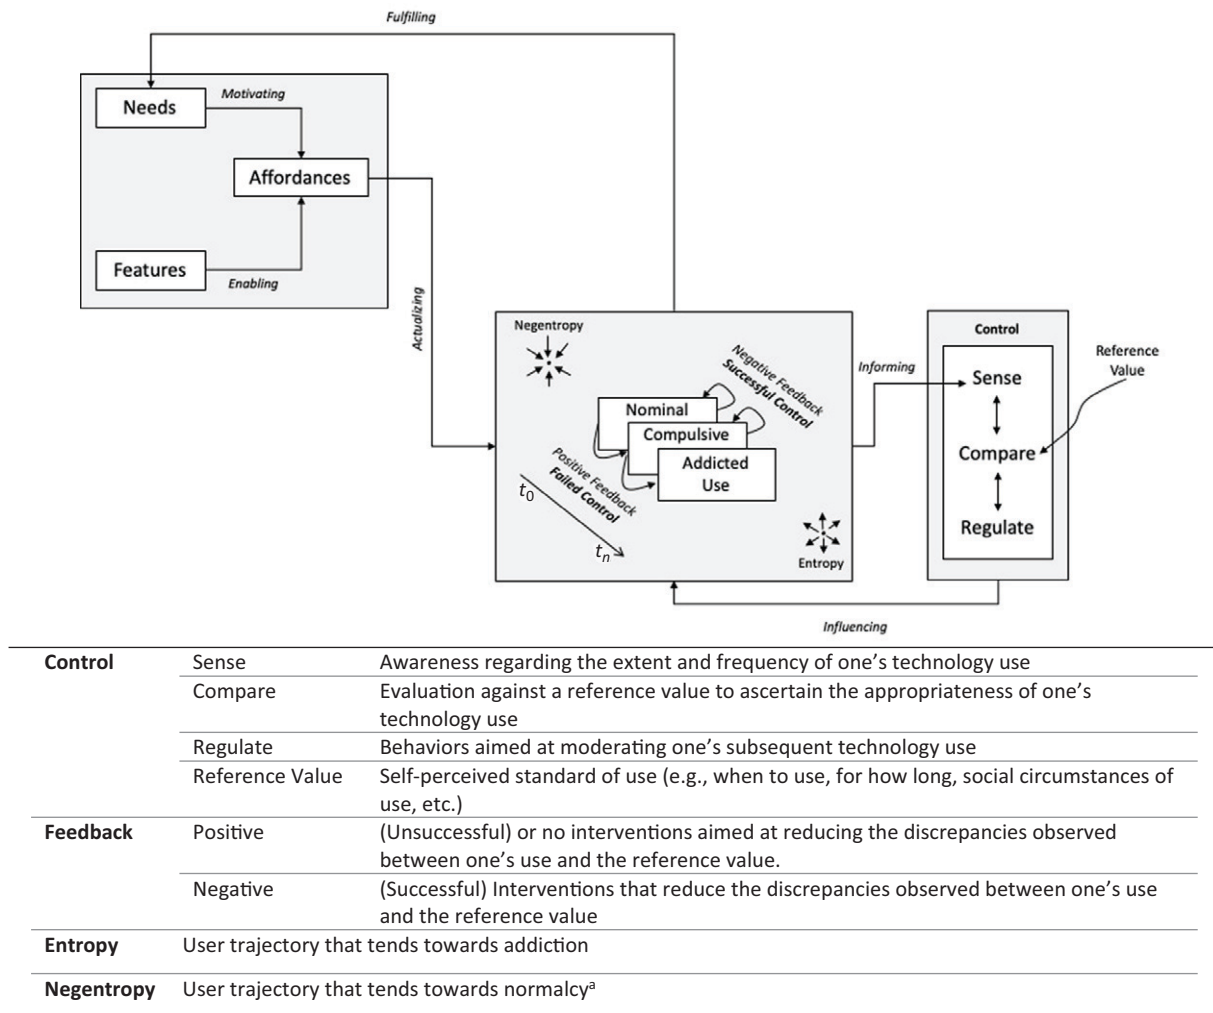 Fulfilling
Needs
Motivating
Affordances
Features
Enabling
Actualizing
Negentropy
Negative Feedback
Successful Control
Nominal
Compulsive
Addicted
Use
Positive Feedback
Failed Control
t0
tn
Entropy
Informing
Control
Sense
Compare
Regulate
Reference
Value
Influencing
Control Sense Awareness regarding the extent and frequency of one’s technology use
Compare Evaluation against a reference value to ascertain the appropriateness of one’s
technology use
Regulate Behaviors aimed at moderating one’s subsequent technology use
Reference Value Self-perceived standard of use (e.g., when to use, for how long, social circumstances of
use, etc.)
Feedback Positive (Unsuccessful) or no interventions aimed at reducing the discrepancies observed
between one’s use and the reference value.
Negative (Successful) Interventions that reduce the discrepancies observed between one’s use
and the reference value
Entropy User trajectory that tends towards addiction
Negentropy User trajectory that tends towards normalcyᵃ